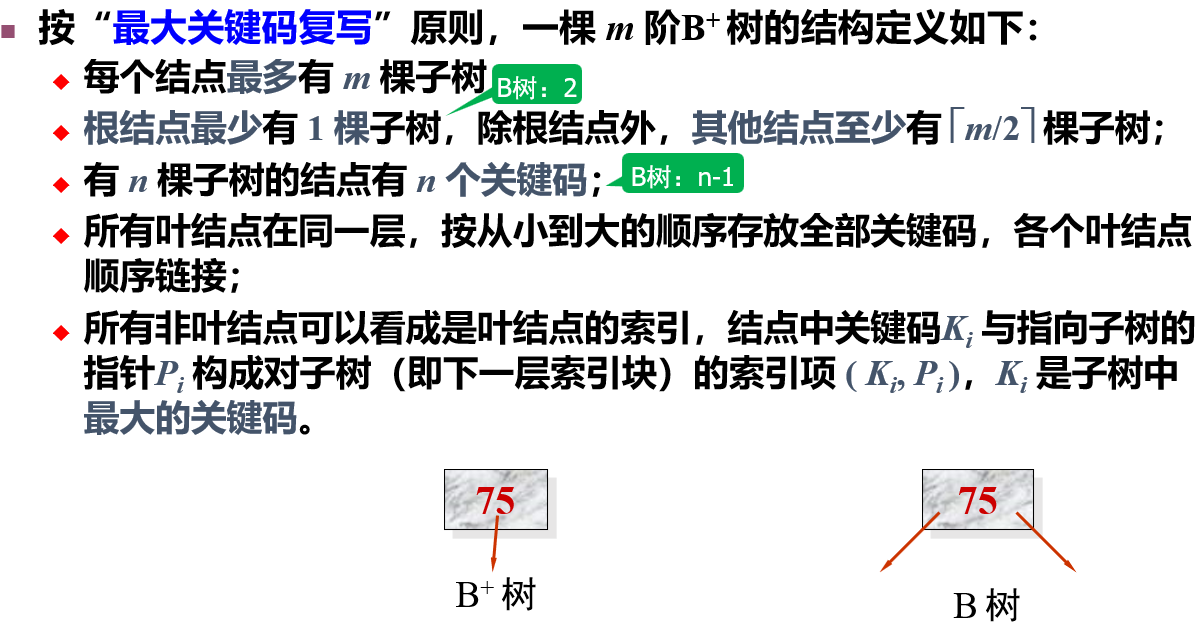 按“最大关键码复写”原则，一棵 m 阶B+ 树的结构定义如下：
每个结点最多有 m 棵子树
B树：2
根结点最少有 1 棵子树，除根结点外，其他结点至少有⌈m/2⌉棵子树；
有 n 棵子树的结点有 n 个关键码；
B树：n-1
所有叶结点在同一层，按从小到大的顺序存放全部关键码，各个叶结点
顺序链接；
所有非叶结点可以看成是叶结点的索引，结点中关键码Ki 与指向子树的
指针Pi 构成对子树（即下一层索引块）的索引项 ( Ki, Pi )，Ki 是子树中
最大的关键码。
75
75
B+ 树
B 树